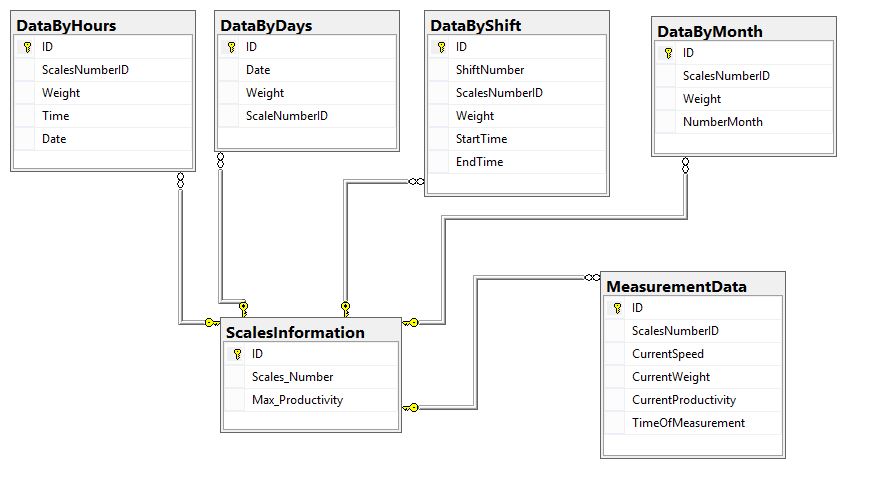 DataByHours
ID
ScalesNumberID
Weight
Time
Date
DataByDays
ID
Date
Weight
ScaleNumberID
DataByShift
ID
ShiftNumber
ScalesNumberID
Weight
StartTime
EndTime
DataByMonth
ID
ScalesNumberID
Weight
NumberMonth
ScalesInformation
ID
Scales_Number
Max_Productivity
MeasurementData
ID
ScalesNumberID
CurrentSpeed
CurrentWeight
CurrentProductivity
TimeOfMeasurement